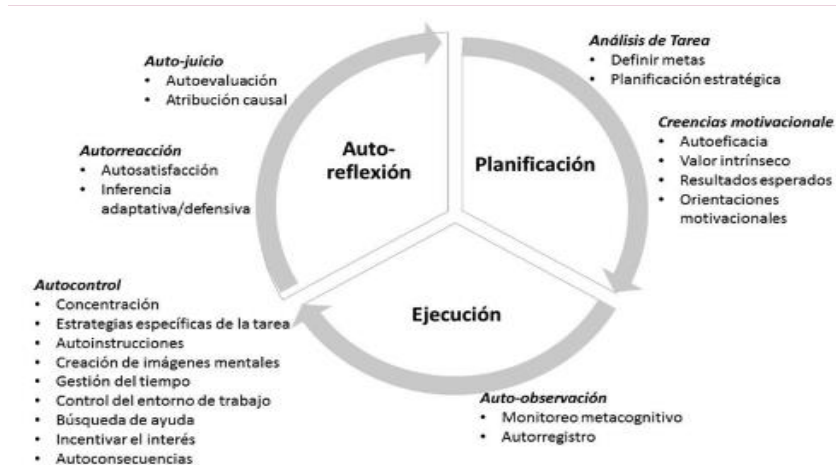 Auto-juicio
• Autoevaluación
• Atribución causal
Autorreacción
• Autosatisfacción
• Inferencia
adaptativa/defensiva
Auto-
reflexión
Planificación
Análisis de Tarea
• Definir metas
• Planificación estratégica
Creencias motivacionale
• Autoeficacia
• Valor intrínseco
• Resultados esperados
• Orientaciones
motivacionales
Ejecución
Autocontrol
• Concentración
• Estrategias específicas de la tarea
• Autoinstrucciones
• Creación de imágenes mentales
• Gestión del tiempo
• Control del entorno de trabajo
• Búsqueda de ayuda
• Incentivar el interés
• Autoconsecuencias
Auto-observación
• Monitoreo metacognitivo
• Autorregistro